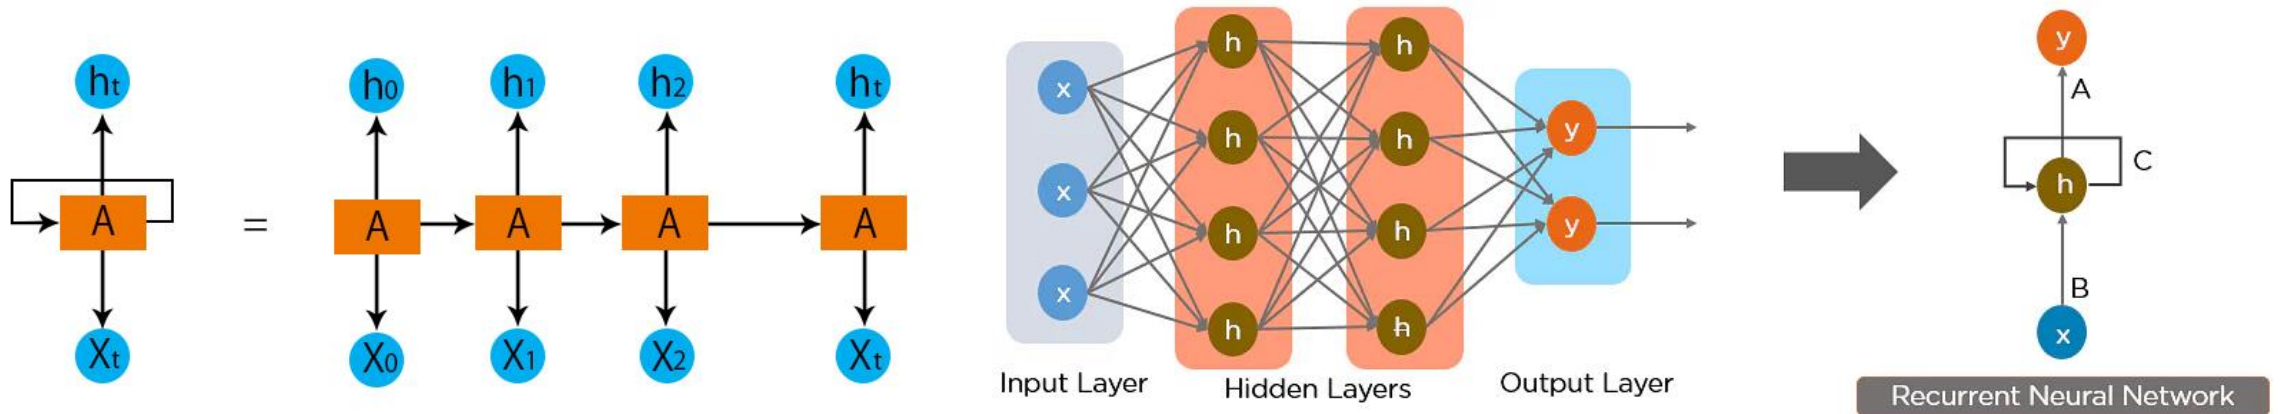 ht h0 h1 h2 ht
A = A A A A
Xt X0 X1 X2 Xt
x x x
h h h h
h h h h
y y
Input Layer Hidden Layers Output Layer
y
A
C
h
B
x
Recurrent Neural Network